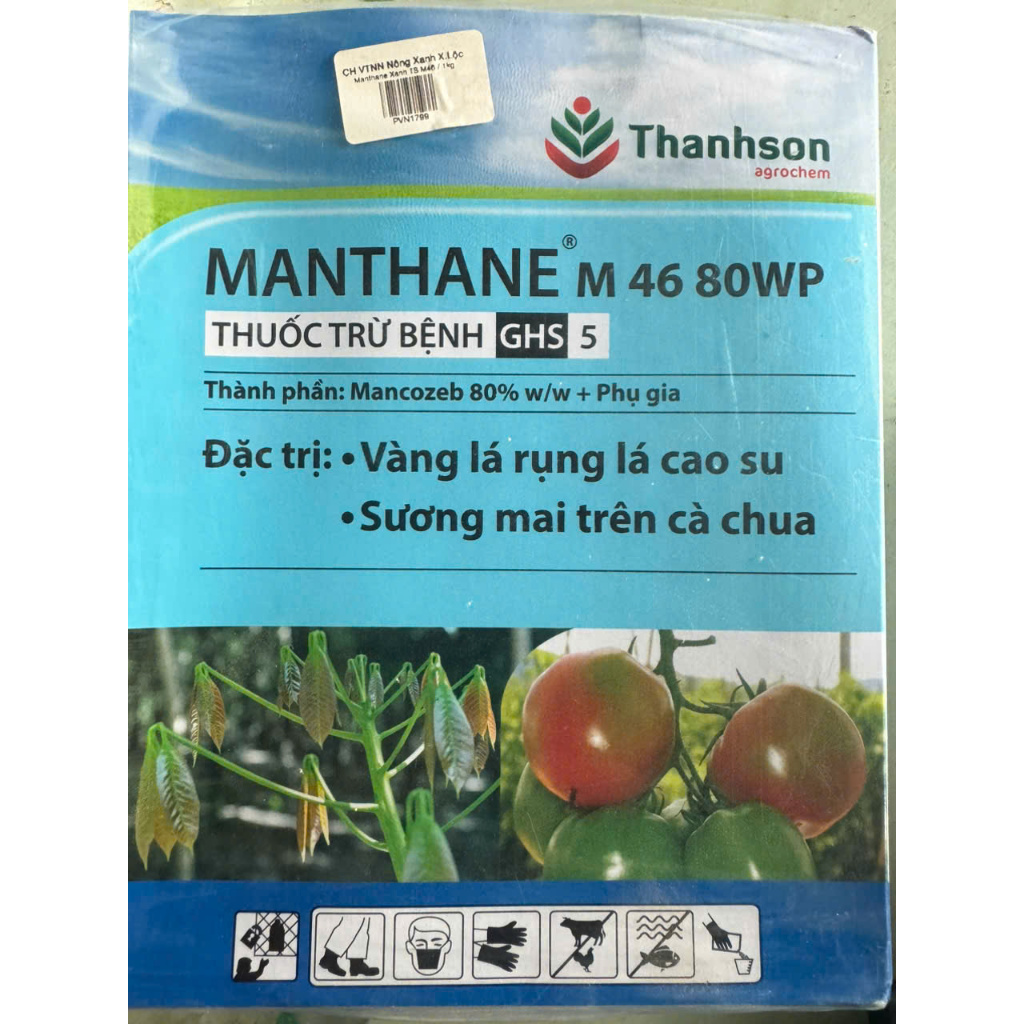 CH VTNN Nông Xanh X.Lộc
Manthane Xanh TS M46 / 1kg
PVN1799
Thanhson
agrochem
MANTHANE® M 46 80WP
THUỐC TRỪ BỆNH GHS 5
Thành phần: Mancozeb 80% w/w + Phụ gia
Đặc trị: • Vàng lá rụng lá cao su
• Sương mai trên cà chua